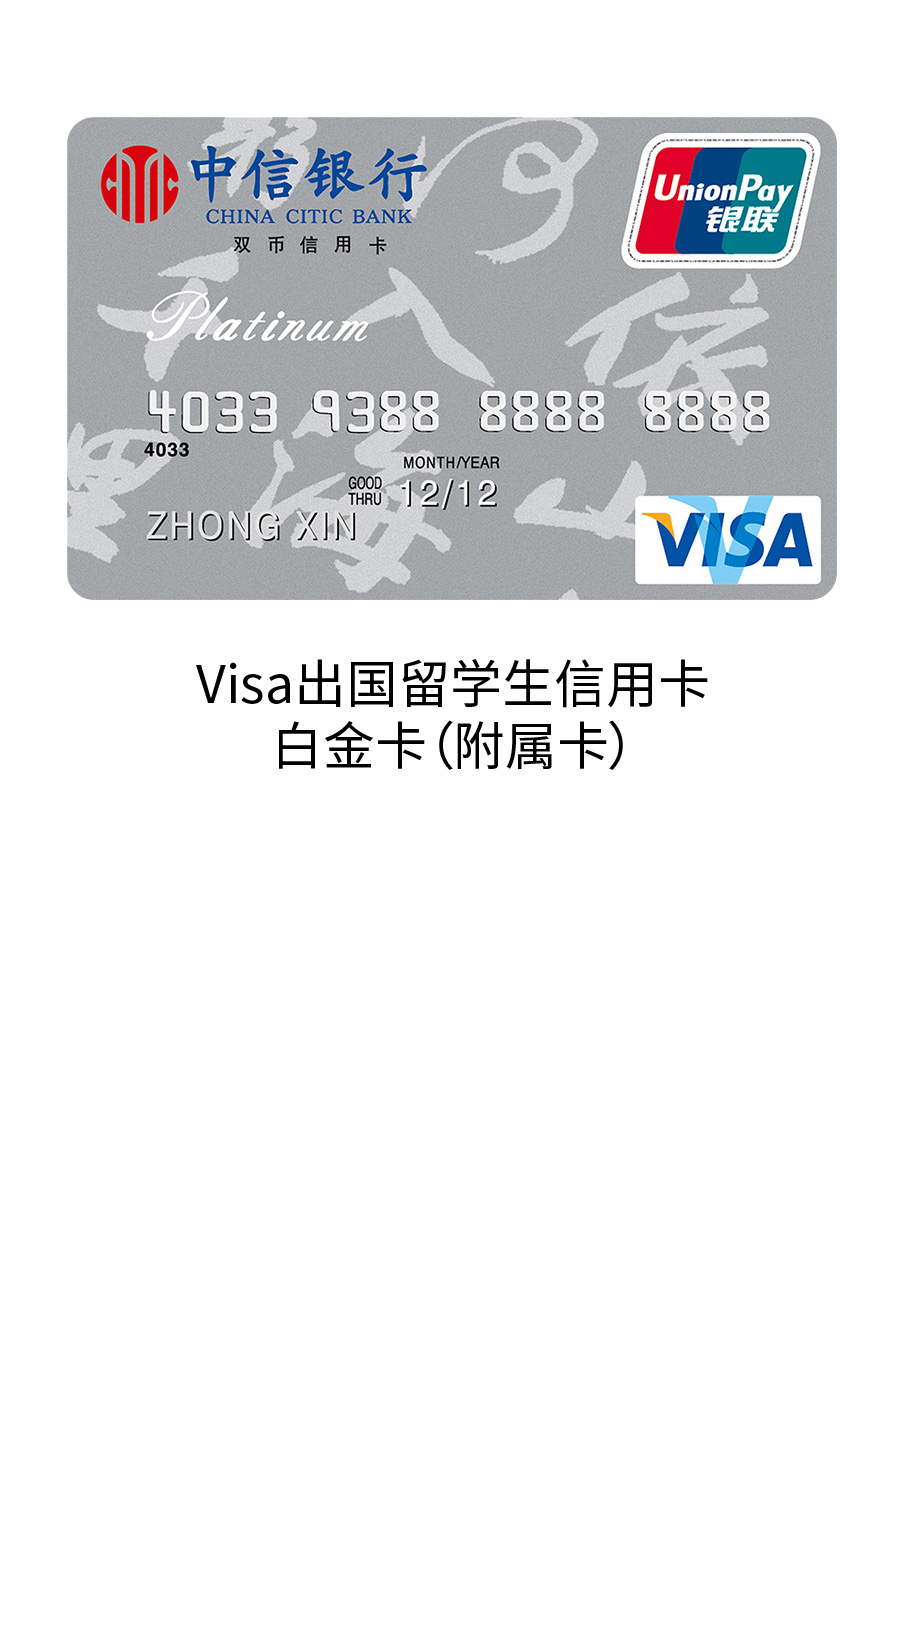 中信银行
CHINA CITIC BANK
双币信用卡
UnionPay
银联
Platinum
4033 9388 8888 8888
4033
MONTH/YEAR
GOOD THRU 12/12
ZHONG XIN
VISA
Visa出国留学生信用卡
白金卡(附属卡)